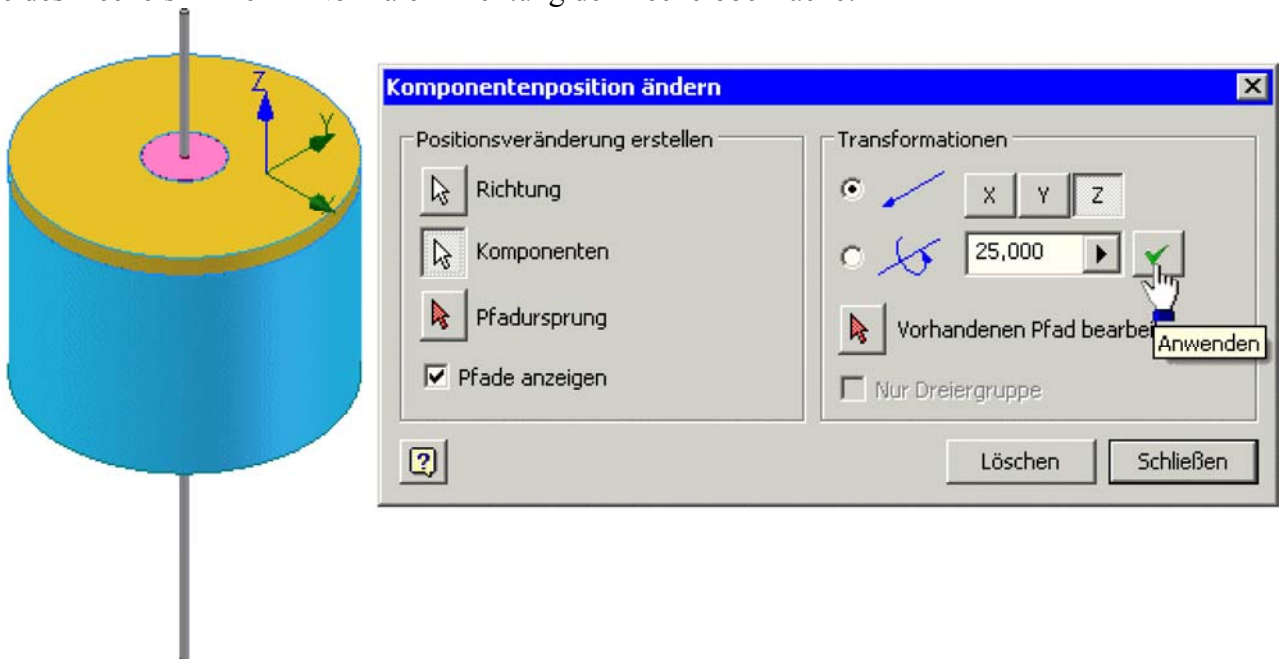 Z
Y
Komponentenposition ändern
Positionsveränderung erstellen
Richtung
Komponenten
Pfadursprung
Pfade anzeigen
Transformationen
X Y Z
25,000
Vorhandenen Pfad bearbei
Anwenden
Nur Dreiergruppe
Löschen Schließen